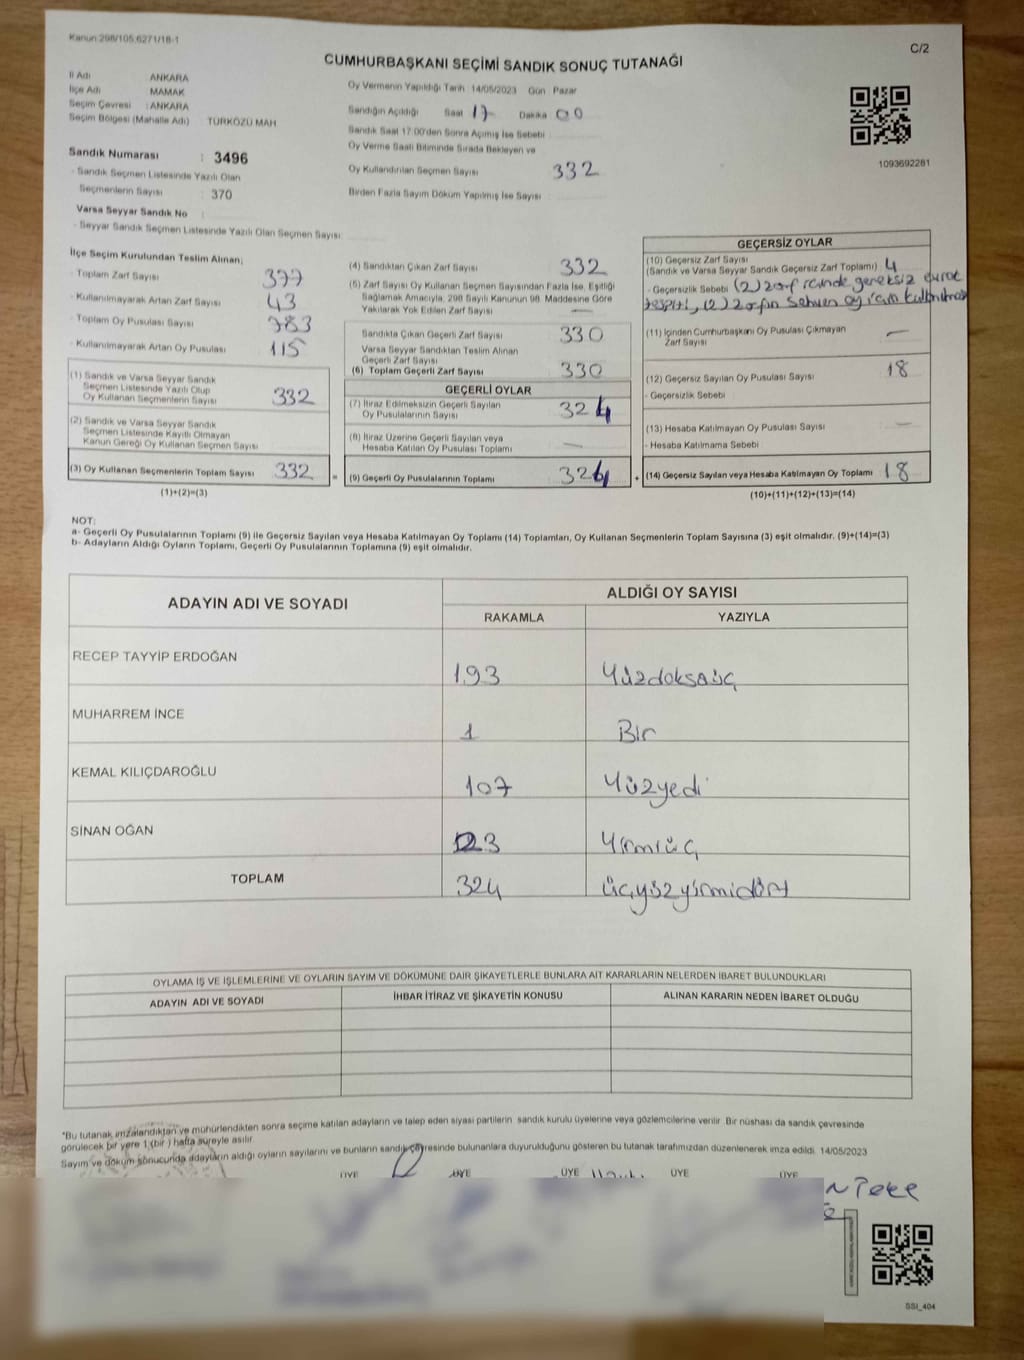 Kanun:298/105,6271/18-1
C/2
CUMHURBAŞKANI SEÇİMİ SANDIK SONUÇ TUTANAĞI
İl Adı ANKARA
İlçe Adı MAMAK
Seçim Çevresi : ANKARA
Seçim Bölgesi (Mahalle Adı) TÜRKÖZÜ MAH.
Sandık Numarası : 3496
- Sandık Seçmen Listesinde Yazılı Olan
Seçmenlerin Sayısı : 370
Varsa Seyyar Sandık No :
- Seyyar Sandık Seçmen Listesinde Yazılı Olan Seçmen Sayısı:
Oy Vermenin Yapıldığı Tarih 14/05/2023 Gün Pazar
Sandığın Açıldığı Saat 17 Dakika 00
Sandık Saat 17:00'den Sonra Açılmış İse Sebebi :
Oy Verme Saati Bitiminde Sırada Bekleyen ve
Oy Kullandırılan Seçmen Sayısı 332
Birden Fazla Sayım Döküm Yapılmış İse Sayısı :
1093692281
İlçe Seçim Kurulundan Teslim Alınan;
- Toplam Zarf Sayısı 377
- Kullanılmayarak Artan Zarf Sayısı 43
- Toplam Oy Pusulası Sayısı 383
- Kullanılmayarak Artan Oy Pusulası 115
(1) Sandık ve Varsa Seyyar Sandık
Seçmen Listesinde Yazılı Olup
Oy Kullanan Seçmenlerin Sayısı 332
(2) Sandık ve Varsa Seyyar Sandık
Seçmen Listesinde Kayıtlı Olmayan
Kanun Gereği Oy Kullanan Seçmen Sayısı
(3) Oy Kullanan Seçmenlerin Toplam Sayısı 332
(1)+(2)=(3)
(4) Sandıktan Çıkan Zarf Sayısı 332
(5) Zarf Sayısı Oy Kullanan Seçmen Sayısından Fazla İse, Eşitliği
Sağlamak Amacıyla, 298 Sayılı Kanunun 98. Maddesine Göre
Yakılarak Yok Edilen Zarf Sayısı —
Sandıkta Çıkan Geçerli Zarf Sayısı 330
Varsa Seyyar Sandıktan Teslim Alınan
Geçerli Zarf Sayısı
(6) Toplam Geçerli Zarf Sayısı 330
GEÇERLİ OYLAR
(7) İtiraz Edilmeksizin Geçerli Sayılan
Oy Pusulalarının Sayısı 324
(8) İtiraz Üzerine Geçerli Sayılan veya
Hesaba Katılan Oy Pusulası Toplamı —
= (9) Geçerli Oy Pusulalarının Toplamı 324
GEÇERSİZ OYLAR
(10) Geçersiz Zarf Sayısı
(Sandık ve Varsa Seyyar Sandık Geçersiz Zarf Toplamı) 4
- Geçersizlik Sebebi (2) zarf içinde gereksiz evrak
tespiti, (2) zarfın sehven oy için
(11) İçinden Cumhurbaşkanı Oy Pusulası Çıkmayan
Zarf Sayısı —
(12) Geçersiz Sayılan Oy Pusulası Sayısı 18
- Geçersizlik Sebebi
(13) Hesaba Katılmayan Oy Pusulası Sayısı —
- Hesaba Katılmama Sebebi
+ (14) Geçersiz Sayılan veya Hesaba Katılmayan Oy Toplamı 18
(10)+(11)+(12)+(13)=(14)
NOT:
a- Geçerli Oy Pusulalarının Toplamı (9) ile Geçersiz Sayılan veya Hesaba Katılmayan Oy Toplamı (14) Toplamları, Oy Kullanan Seçmenlerin Toplam Sayısına (3) eşit olmalıdır. (9)+(14)=(3)
b- Adayların Aldığı Oyların Toplamı, Geçerli Oy Pusulalarının Toplamına (9) eşit olmalıdır.
ADAYIN ADI VE SOYADI
ALDIĞI OY SAYISI
RAKAMLA YAZIYLA
RECEP TAYYİP ERDOĞAN 193 Yüzdoksaüç
MUHARREM İNCE 1 Bir
KEMAL KILIÇDAROĞLU 107 Yüzyedi
SİNAN OĞAN 23 Yirmiüç
TOPLAM 324 üçyüzyirmidört
OYLAMA İŞ VE İŞLEMLERİNE VE OYLARIN SAYIM VE DÖKÜMÜNE DAİR ŞİKAYETLERLE BUNLARA AİT KARARLARIN NELERDEN İBARET BULUNDUKLARI
ADAYIN ADI VE SOYADI İHBAR İTİRAZ VE ŞİKAYETİN KONUSU ALINAN KARARIN NEDEN İBARET OLDUĞU
*Bu tutanak imzalandıktan ve mühürlendikten sonra seçime katılan adayların ve talep eden siyasi partilerin sandık kurulu üyelerine veya gözlemcilerine verilir. Bir nüshası da sandık çevresinde
görülecek bir yere 1 (bir) hafta süreyle asılır.
Sayım ve döküm sonucunda adayların aldığı oyların sayılarını ve bunların sandık çevresinde bulunanlara duyurulduğunu gösteren bu tutanak tarafımızdan düzenlenerek imza edildi. 14/05/2023
ÜYE ÜYE ÜYE ÜYE ÜYE
SSI_404